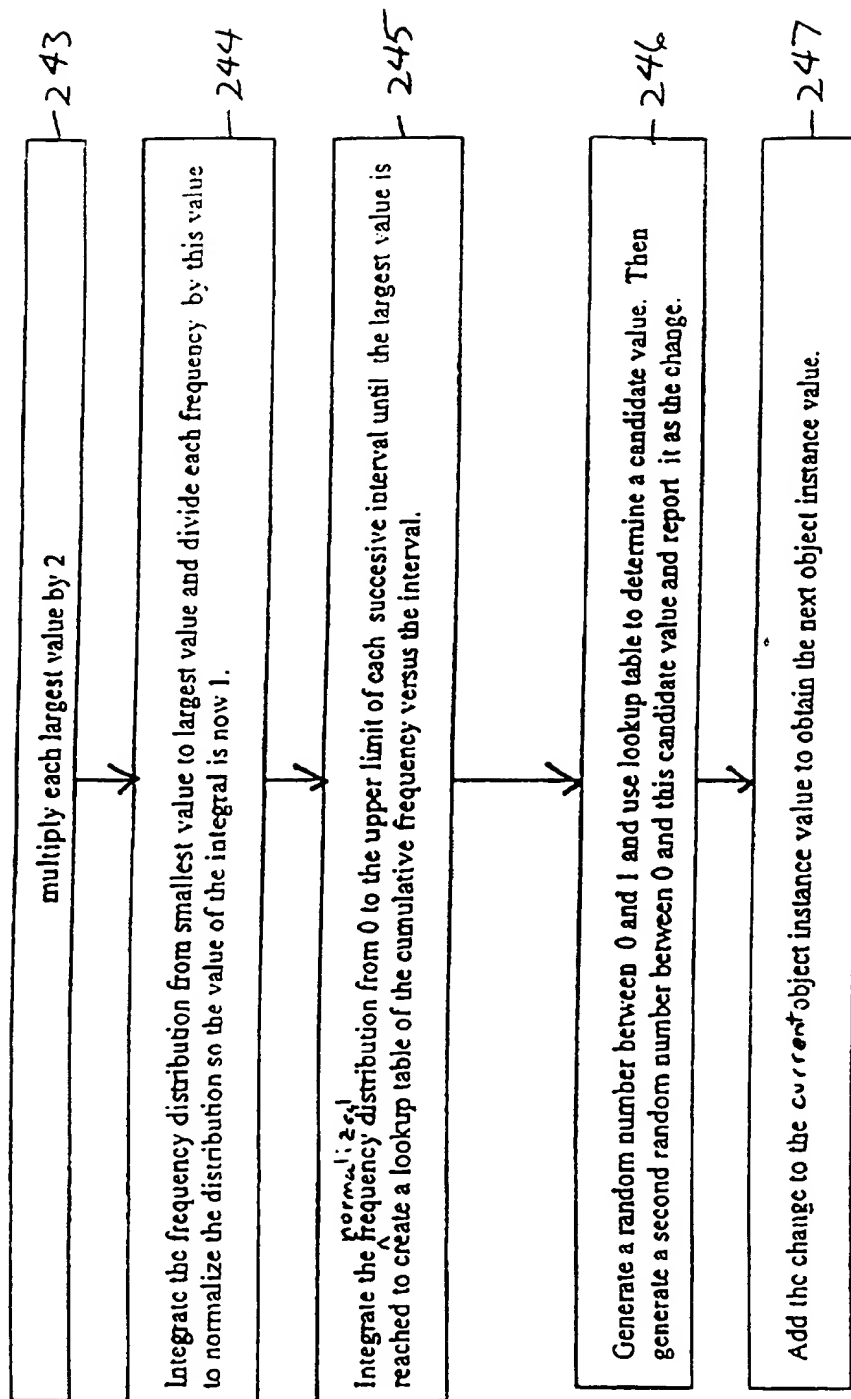 multiply each largest value by 2
243
Integrate the frequency distribution from smallest value to largest value and divide each frequency by this value
to normalize the distribution so the value of the integral is now 1.
244
normalized
Integrate the ^ frequency distribution from 0 to the upper limit of each succesive interval until the largest value is
reached to create a lookup table of the cumulative frequency versus the interval.
245
Generate a random number between 0 and 1 and use lookup table to determine a candidate value. Then
generate a second random number between 0 and this candidate value and report it as the change.
246
Add the change to the current object instance value to obtain the next object instance value.
247